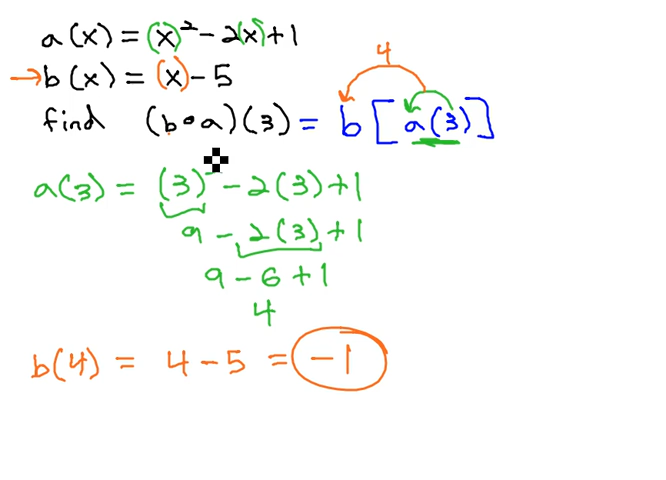 a(x) = (x)² - 2(x) + 1
4
→ b(x) = (x) - 5
find (b∘a)(3) = b[a(3)]
a(3) = (3)² - 2(3) + 1
9 - 2(3) + 1
9 - 6 + 1
4
b(4) = 4 - 5 = -1